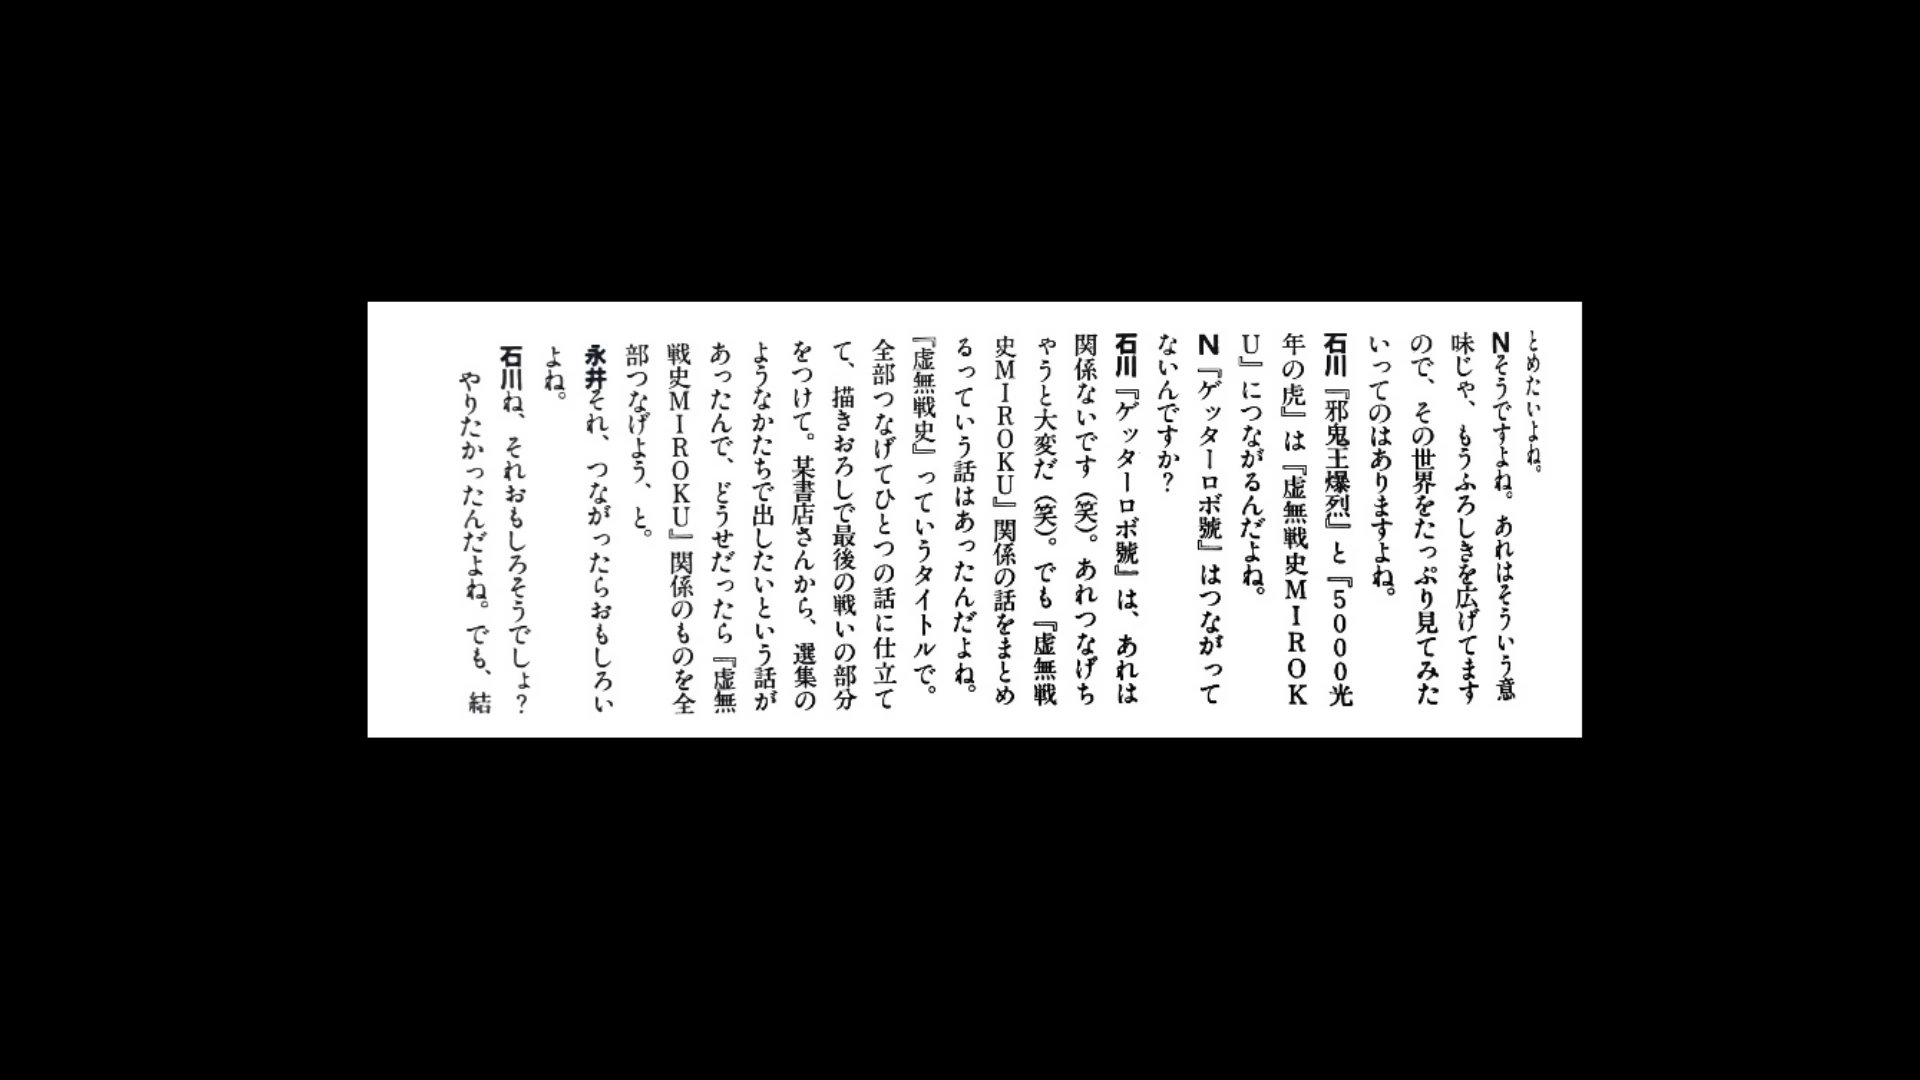 とめたいよね。
Nそうですよね。あれはそういう意
味じゃ、もうふろしきを広げてます
ので、その世界をたっぷり見てみた
いってのはありますよね。
石川『邪鬼王爆烈』と『5000光
年の虎』は『虚無戦史MIROK
U』につながるんだよね。
N『ゲッターロボ號』はつながって
ないんですか?
石川『ゲッターロボ號』は、あれは
関係ないです(笑)。あれつなげち
ゃうと大変だ(笑)。でも『虚無戦
史MIROKU』関係の話をまとめ
るっていう話はあったんだよね。
『虚無戦史』っていうタイトルで。
全部つなげてひとつの話に仕立て
て、描きおろしで最後の戦いの部分
をつけて。某書店さんから、選集の
ようなかたちで出したいという話が
あったんで、どうせだったら『虚無
戦史MIROKU』関係のものを全
部つなげよう、と。
永井それ、つながったらおもしろい
よね。
石川ね、それおもしろそうでしょ?
やりたかったんだよね。でも、結